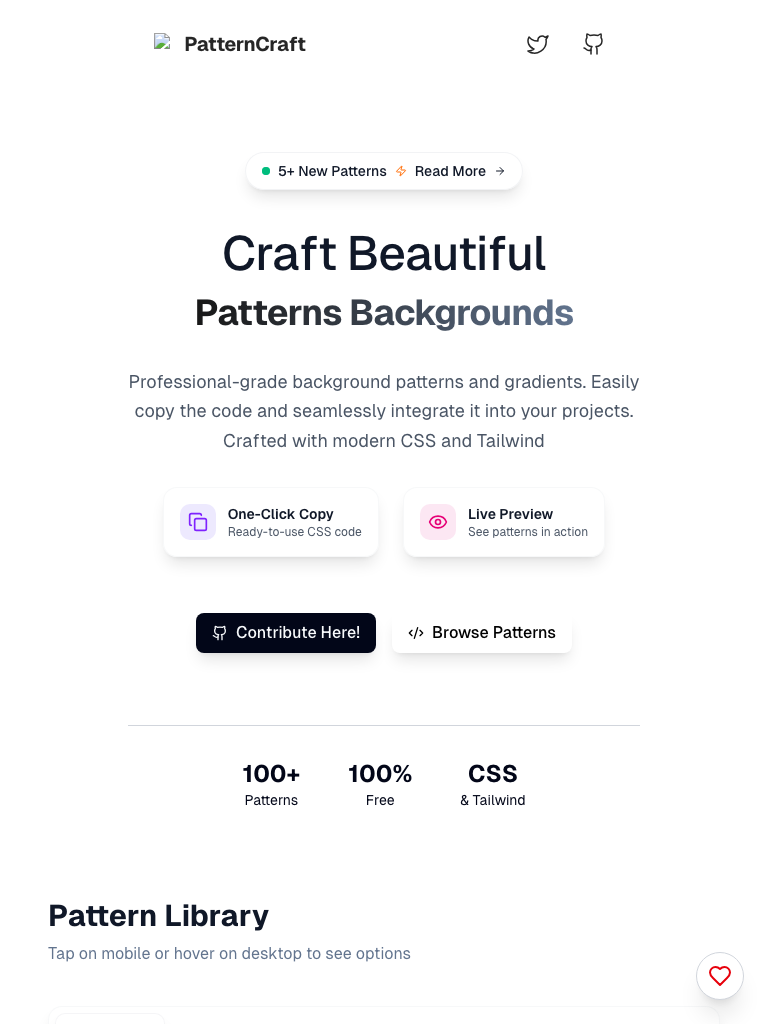 PatternCraft
5+ New Patterns Read More
Craft Beautiful
Patterns Backgrounds
Professional-grade background patterns and gradients. Easily
copy the code and seamlessly integrate it into your projects.
Crafted with modern CSS and Tailwind
One-Click Copy
Ready-to-use CSS code
Live Preview
See patterns in action
Contribute Here!
Browse Patterns
100+
Patterns
100%
Free
CSS
& Tailwind
Pattern Library
Tap on mobile or hover on desktop to see options